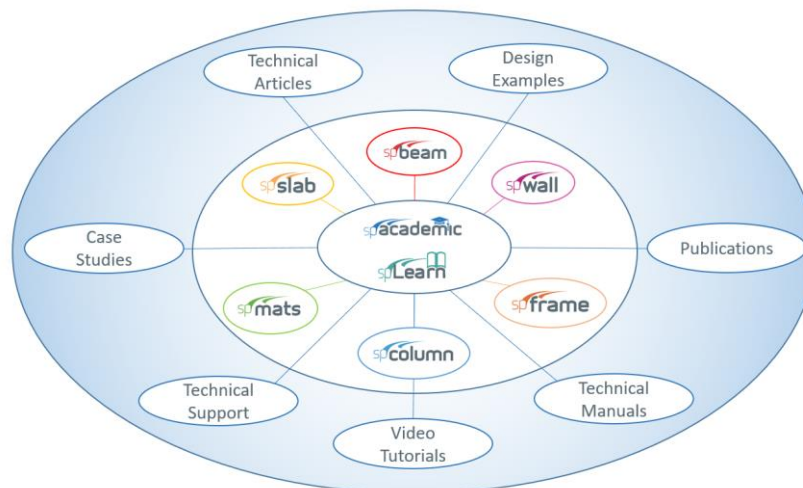 Technical
Articles
Design
Examples
spbeam
spslab
spwall
spacademic
Case
Studies
Publications
spLearn
spmats
spframe
spcolumn
Technical
Support
Technical
Manuals
Video
Tutorials